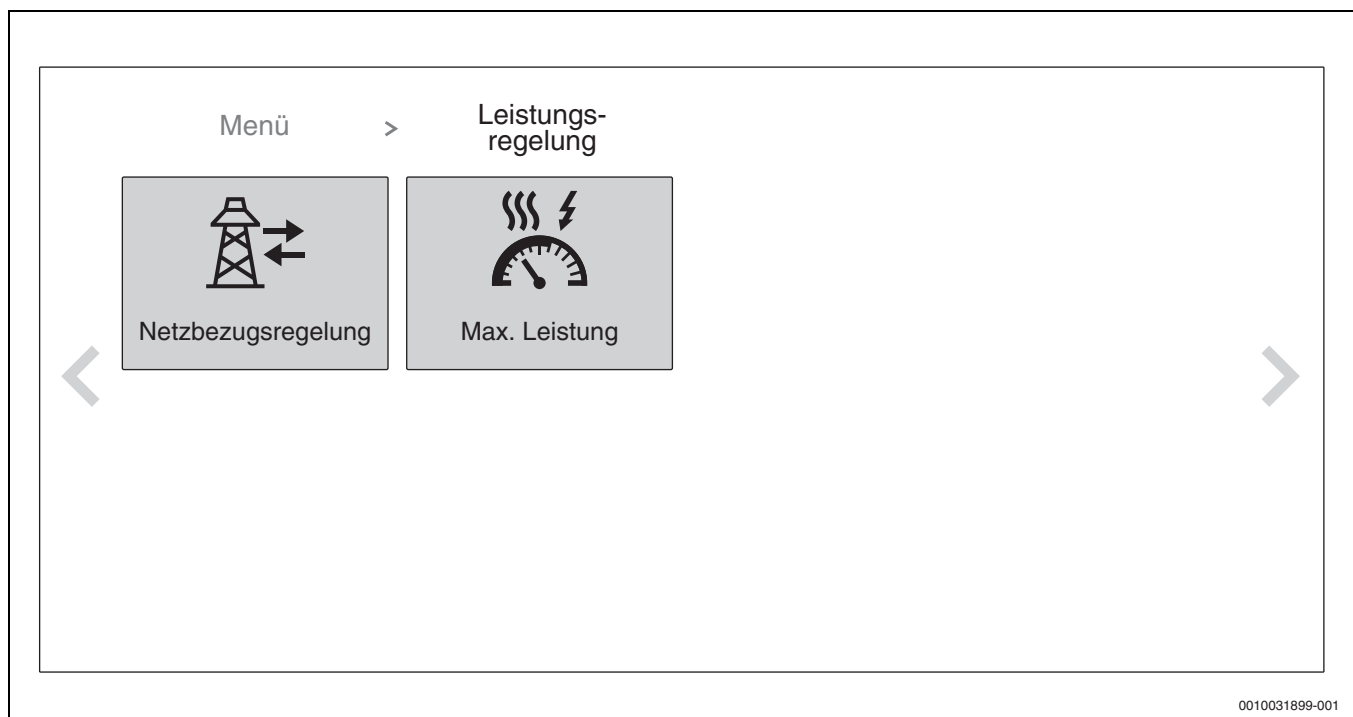 Menü >
Leistungs-
regelung
Netzbezugsregelung
Max. Leistung
0010031899-001